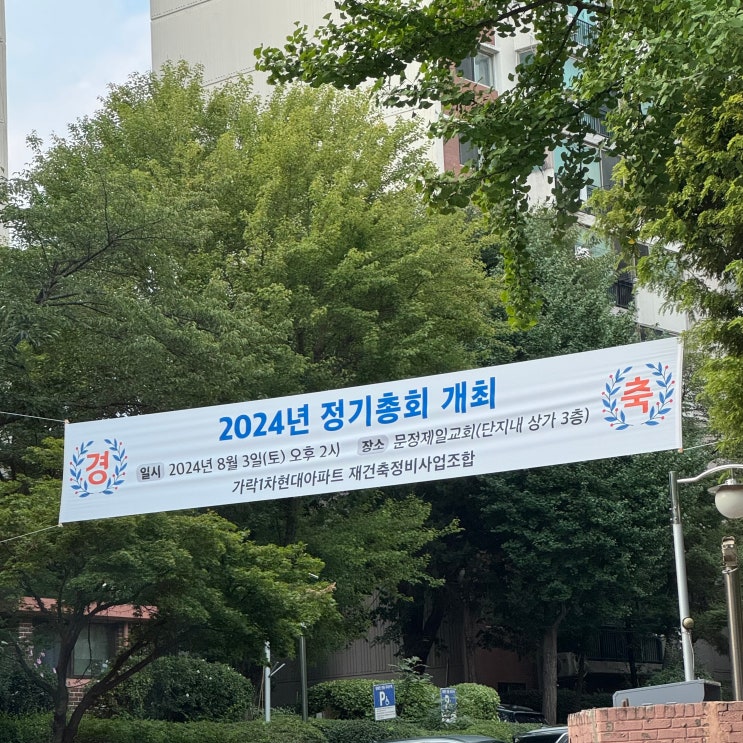 2024년 정기총회 개최
경
축
일시 2024년 8월 3일(토) 오후 2시 장소 문정제일교회(단지내 상가 3층)
가락1차현대아파트 재건축정비사업조합
P